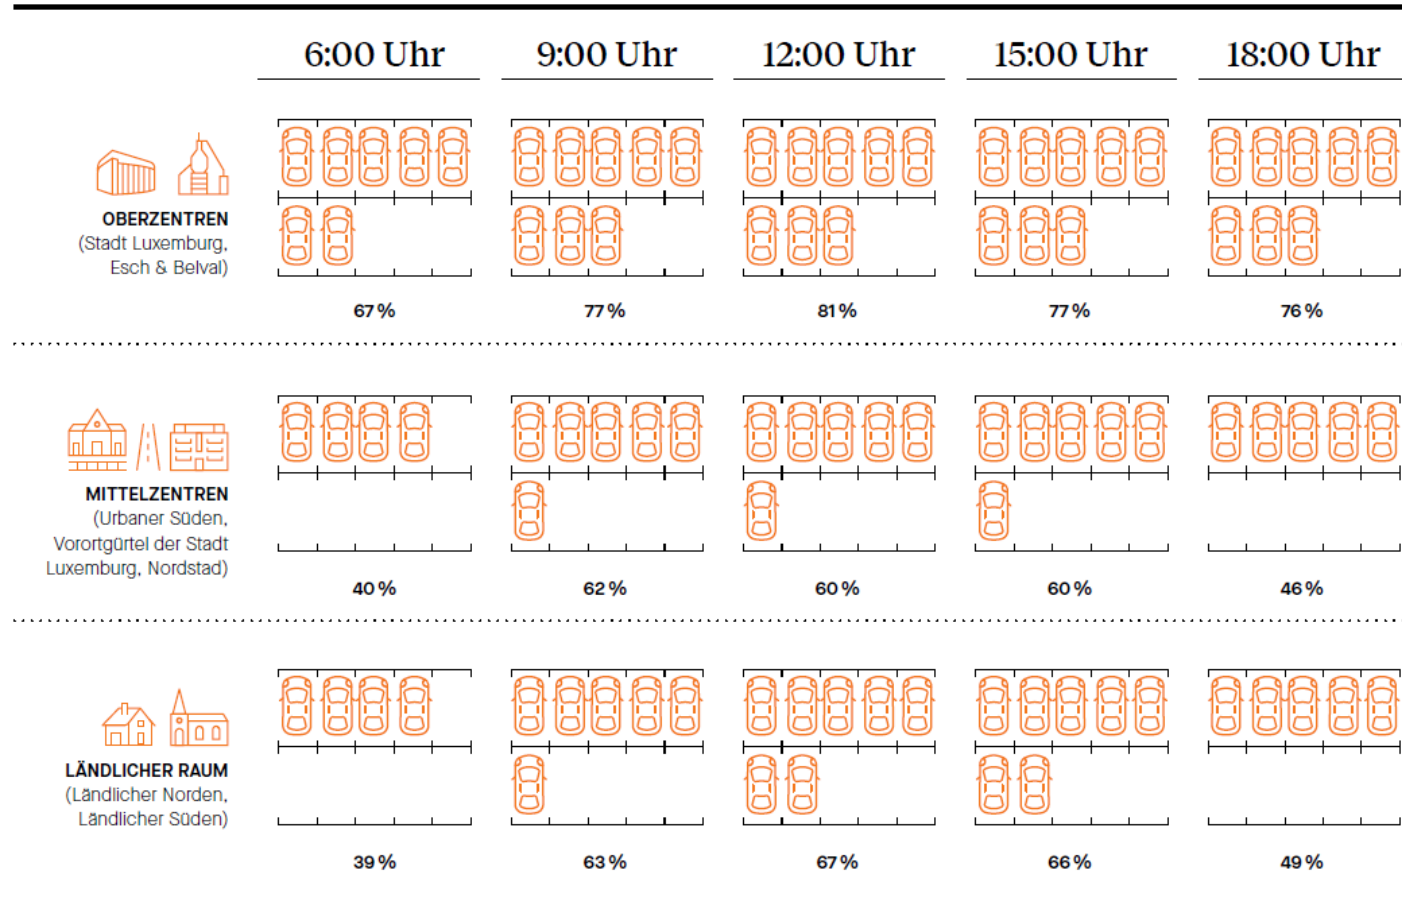 6:00 Uhr 9:00 Uhr 12:00 Uhr 15:00 Uhr 18:00 Uhr
OBERZENTREN
(Stadt Luxemburg,
Esch & Belval)
67 % 77 % 81 % 77 % 76 %
MITTELZENTREN
(Urbaner Süden,
Vorortgürtel der Stadt
Luxemburg, Nordstad)
40 % 62 % 60 % 60 % 46 %
LÄNDLICHER RAUM
(Ländlicher Norden,
Ländlicher Süden)
39 % 63 % 67 % 66 % 49 %